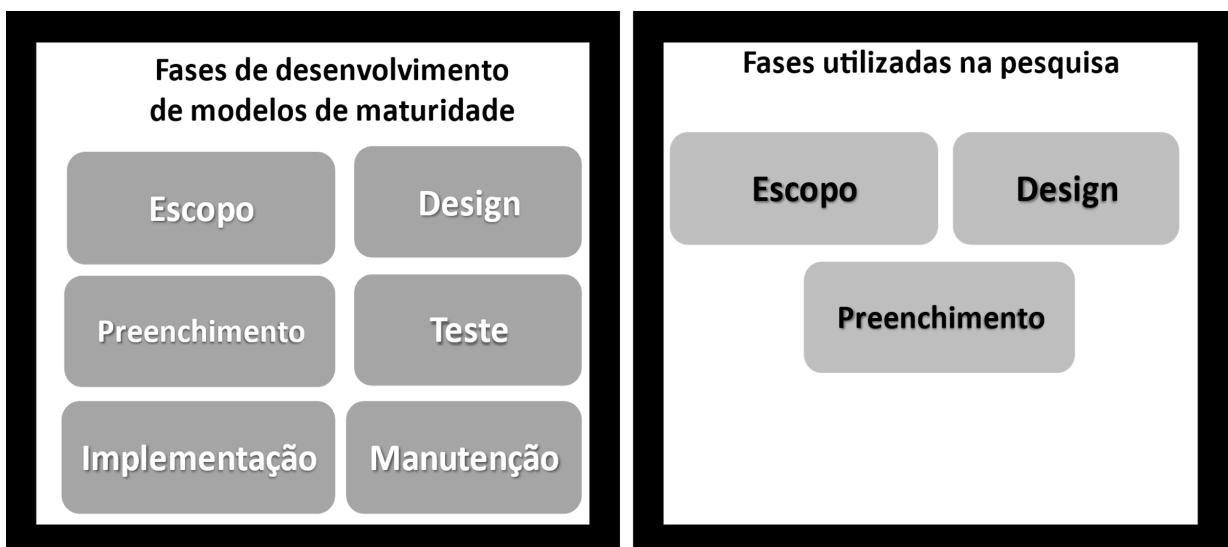 Fases de desenvolvimento
de modelos de maturidade
Escopo
Design
Preenchimento
Teste
Implementação
Manutenção
Fases utilizadas na pesquisa
Escopo
Design
Preenchimento